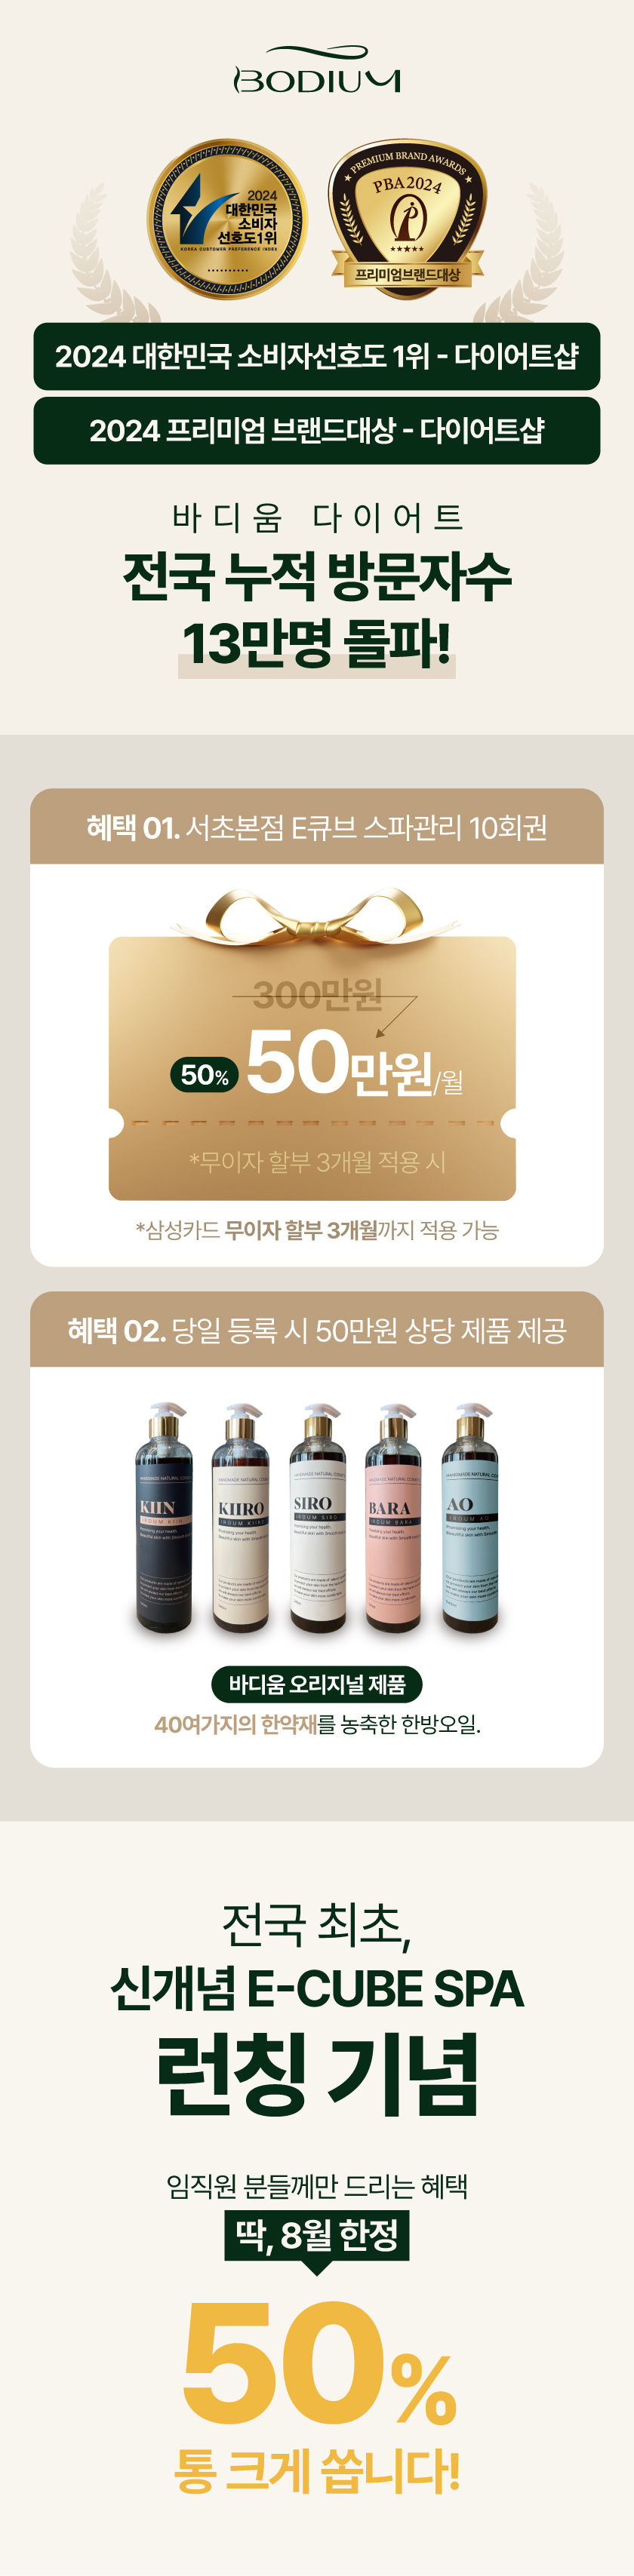 BODIUM
2024
대한민국
소비자
선호도1위
KOREA CUSTOMER PREFERENCE INDEX
PREMIUM BRAND AWARDS
PBA 2024
프리미엄브랜드대상
2024 대한민국 소비자선호도 1위 - 다이어트샵
2024 프리미엄 브랜드대상 - 다이어트샵
바디움 다이어트
전국 누적 방문자수
13만명 돌파!
혜택 01. 서초본점 E큐브 스파관리 10회권
300만원
50% 50만원/월
*무이자 할부 3개월 적용 시
*삼성카드 무이자 할부 3개월까지 적용 가능
혜택 02. 당일 등록 시 50만원 상당 제품 제공
KIIN
KIIRO
SIRO
BARA
AO
바디움 오리지널 제품
40여가지의 한약재를 농축한 한방오일.
전국 최초,
신개념 E-CUBE SPA
런칭 기념
임직원 분들께만 드리는 혜택
딱, 8월 한정
50%
통 크게 쏩니다!